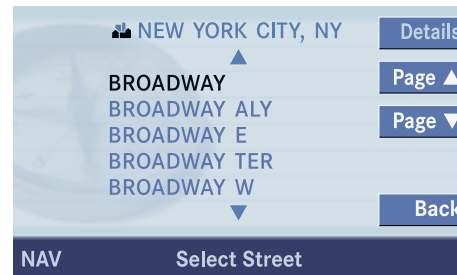 NEW YORK CITY, NY
Details
BROADWAY
Page ▲
BROADWAY ALY
Page ▼
BROADWAY E
BROADWAY TER
BROADWAY W
Back
NAV
Select Street